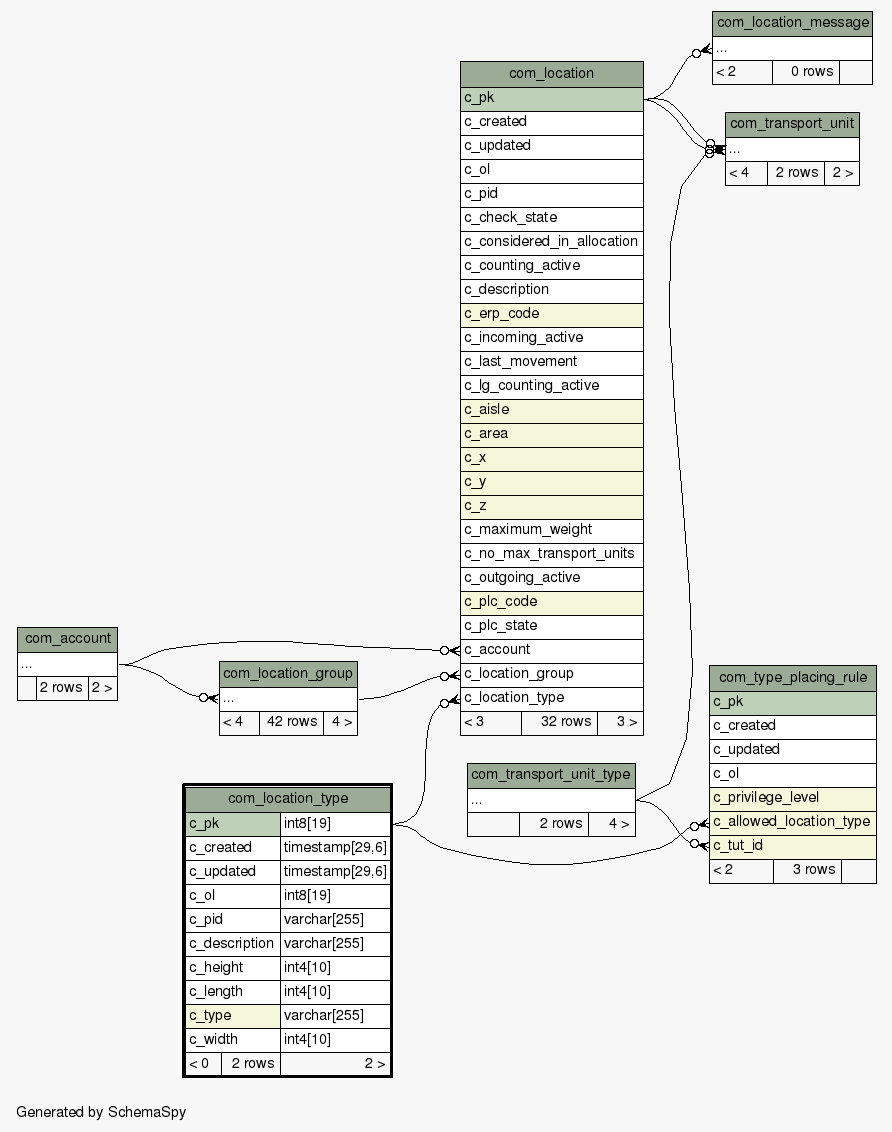 com_location_message
...
< 2 0 rows
com_location
c_pk
c_created
c_updated
c_ol
c_pid
c_check_state
c_considered_in_allocation
c_counting_active
c_description
c_erp_code
c_incoming_active
c_last_movement
c_lg_counting_active
c_aisle
c_area
c_x
c_y
c_z
c_maximum_weight
c_no_max_transport_units
c_outgoing_active
c_plc_code
c_plc_state
c_account
c_location_group
c_location_type
< 3 32 rows 3 >
com_transport_unit
...
< 4 2 rows 2 >
com_account
...
2 rows 2 >
com_location_group
...
< 4 42 rows 4 >
com_type_placing_rule
c_pk
c_created
c_updated
c_ol
c_privilege_level
c_allowed_location_type
c_tut_id
< 2 3 rows
com_transport_unit_type
...
2 rows 4 >
com_location_type
c_pk int8[19]
c_created timestamp[29,6]
c_updated timestamp[29,6]
c_ol int8[19]
c_pid varchar[255]
c_description varchar[255]
c_height int4[10]
c_length int4[10]
c_type varchar[255]
c_width int4[10]
< 0 2 rows 2 >
Generated by SchemaSpy